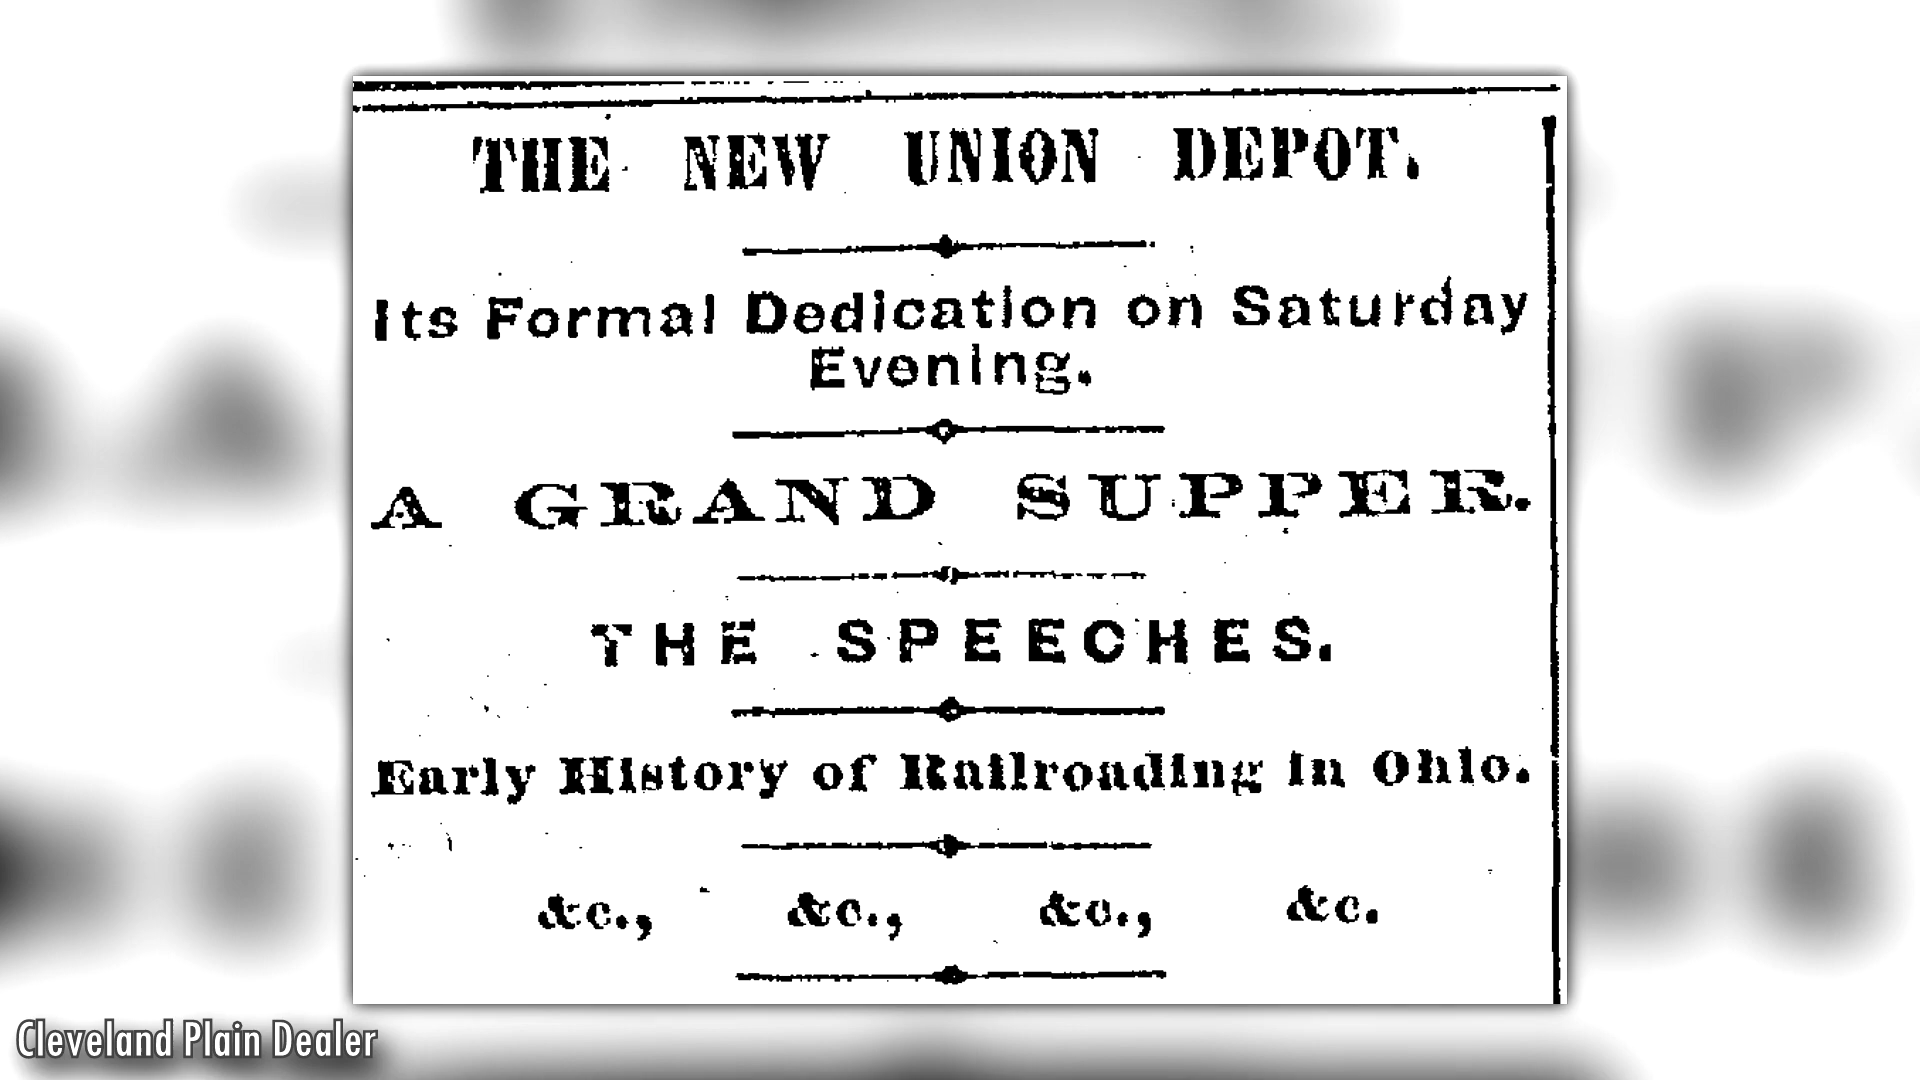 THE NEW UNION DEPOT.
Its Formal Dedication on Saturday
Evening.
A GRAND SUPPER.
THE SPEECHES.
Early History of Railroading in Ohio.
&c., &c., &c., &c.
Cleveland Plain Dealer